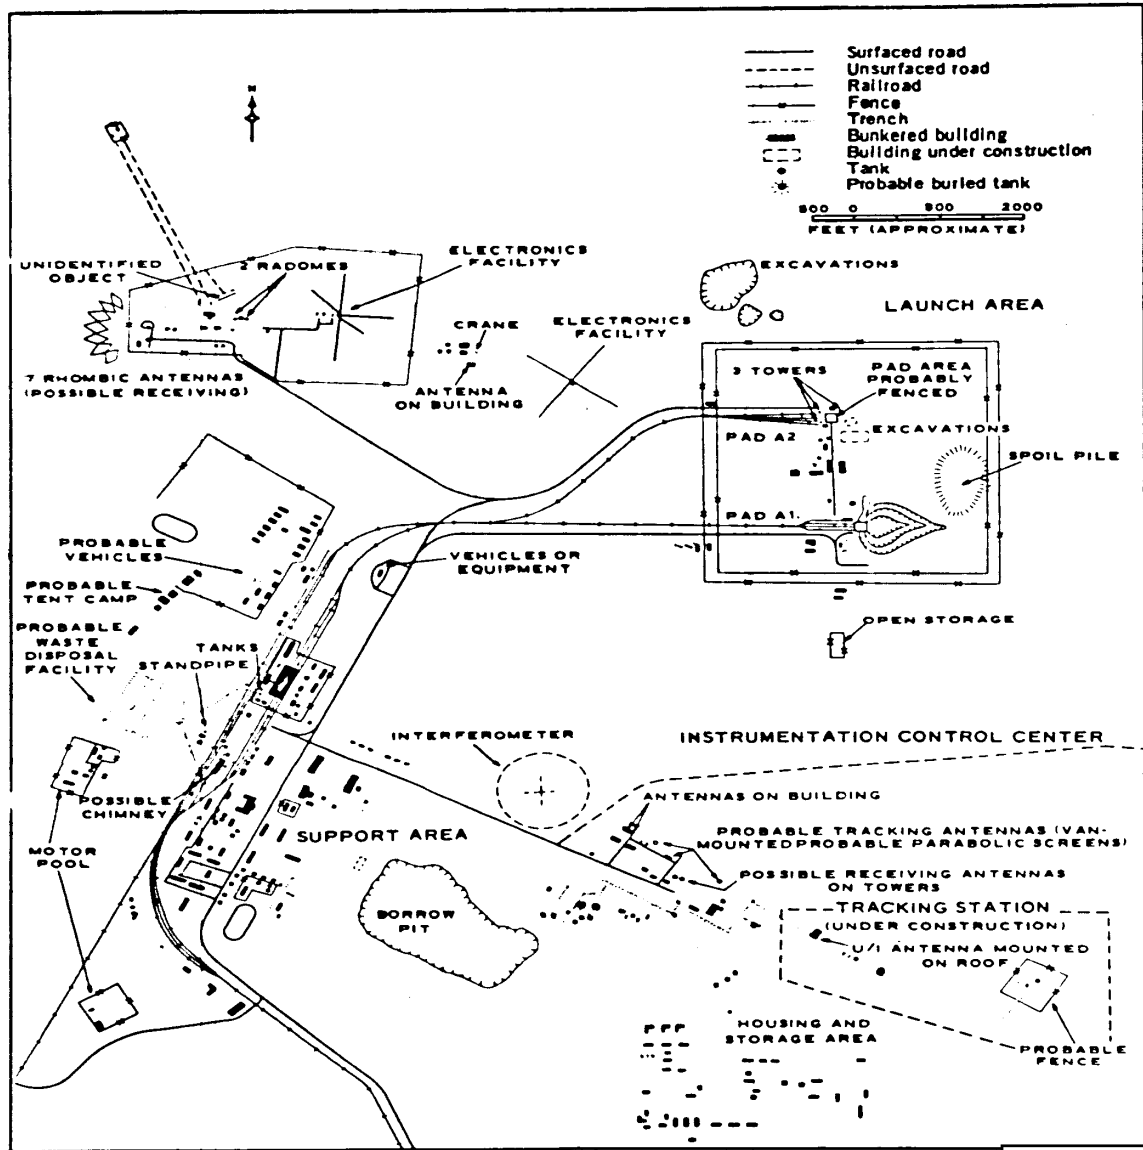 Surfaced road
Unsurfaced road
Railroad
Fence
Trench
Bunkered building
Building under construction
Tank
Probable buried tank
500 0 500 2000
FEET (APPROXIMATE)
N
UNIDENTIFIED
OBJECT
2 RADOMES
ELECTRONICS
FACILITY
EXCAVATIONS
LAUNCH AREA
CRANE
ELECTRONICS
FACILITY
7 RHOMBIC ANTENNAS
(POSSIBLE RECEIVING)
ANTENNA
ON BUILDING
3 TOWERS
PAD AREA
PROBABLY
FENCED
PAD A2
EXCAVATIONS
SPOIL PILE
PAD A1.
PROBABLE
VEHICLES
VEHICLES OR
EQUIPMENT
PROBABLE
TENT CAMP
PROBABLE
WASTE
DISPOSAL
FACILITY
OPEN STORAGE
TANKS
STANDPIPE
INTERFEROMETER
INSTRUMENTATION CONTROL CENTER
POSSIBLE
CHIMNEY
ANTENNAS ON BUILDING
SUPPORT AREA
PROBABLE TRACKING ANTENNAS (VAN-
MOUNTEDPROBABLE PARABOLIC SCREENS)
MOTOR
POOL
POSSIBLE RECEIVING ANTENNAS
ON TOWERS
BORROW
PIT
TRACKING STATION
(UNDER CONSTRUCTION)
U/I ANTENNA MOUNTED
ON ROOF
HOUSING AND
STORAGE AREA
PROBABLE
FENCE